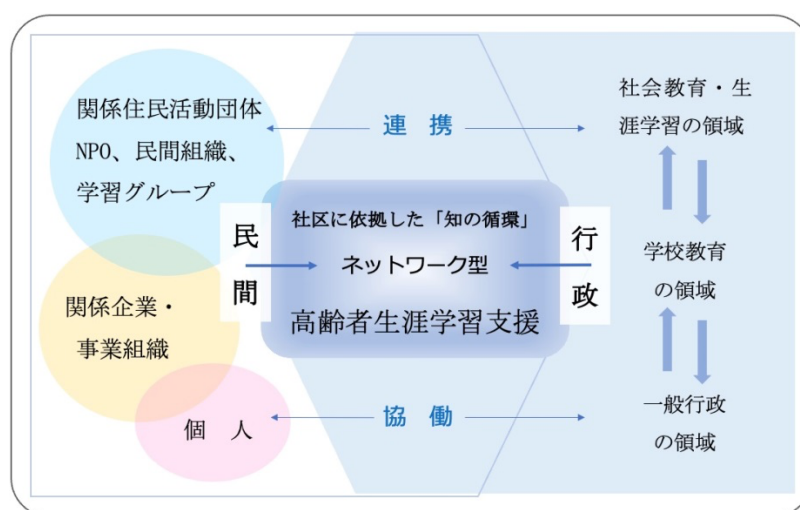 関係住民活動団体
NPO、民間組織、
学習グループ
関係企業・
事業組織
個 人
連 携
社区に依拠した「知の循環」
ネットワーク型
高齢者生涯学習支援
民間
行政
協 働
社会教育・生
涯学習の領域
学校教育
の領域
一般行政
の領域